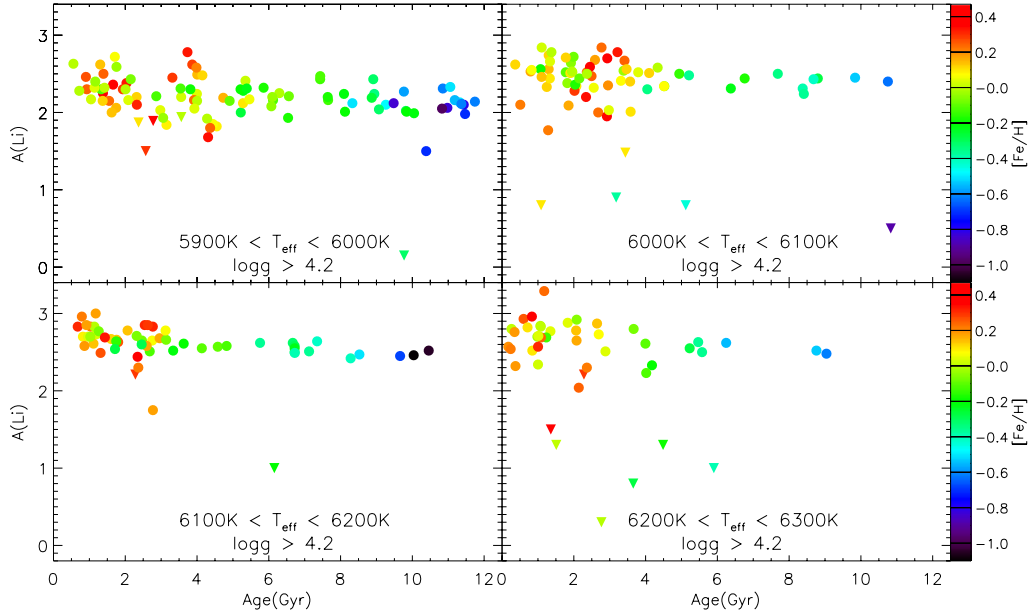 3
2
1
0
A(Li)
5900K < Teff < 6000K
logg > 4.2
6000K < Teff < 6100K
logg > 4.2
0.4
0.2
-0.0
-0.2
-0.4
-0.6
-0.8
-1.0
[Fe/H]
3
2
1
0
A(Li)
6100K < Teff < 6200K
logg > 4.2
6200K < Teff < 6300K
logg > 4.2
0.4
0.2
-0.0
-0.2
-0.4
-0.6
-0.8
-1.0
[Fe/H]
0 2 4 6 8 10 12
Age(Gyr)
2 4 6 8 10 12
Age(Gyr)